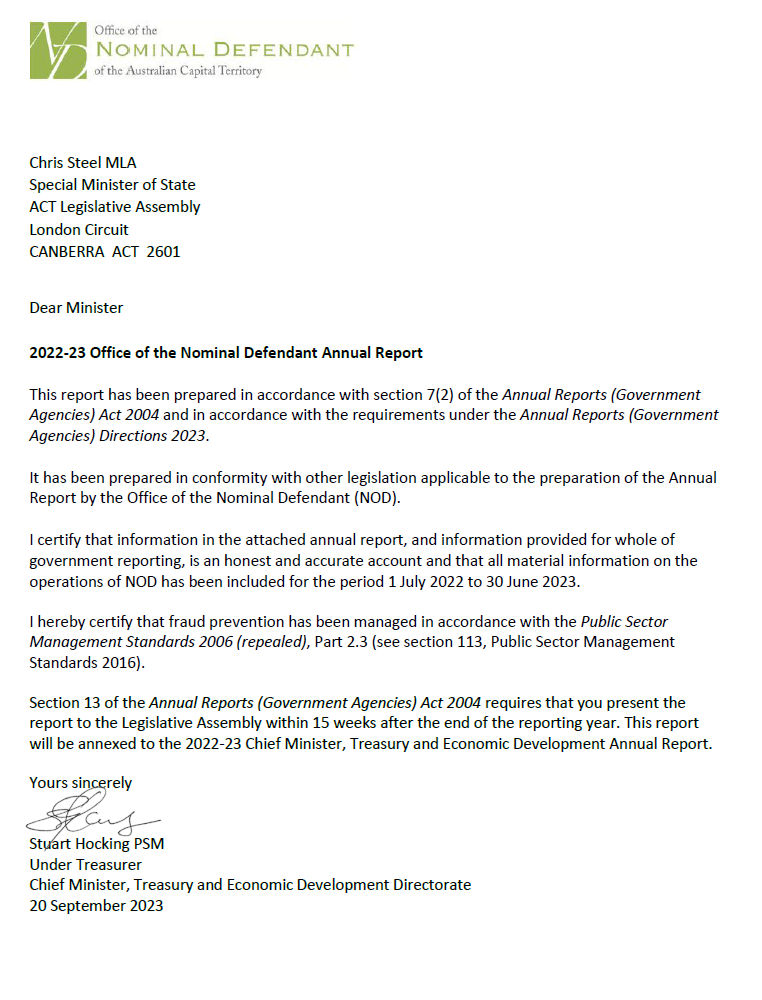 Office of the
NOMINAL DEFENDANT
of the Australian Capital Territory
Chris Steel MLA
Special Minister of State
ACT Legislative Assembly
London Circuit
CANBERRA ACT 2601
Dear Minister
2022-23 Office of the Nominal Defendant Annual Report
This report has been prepared in accordance with section 7(2) of the Annual Reports (Government
Agencies) Act 2004 and in accordance with the requirements under the Annual Reports (Government
Agencies) Directions 2023.
It has been prepared in conformity with other legislation applicable to the preparation of the Annual
Report by the Office of the Nominal Defendant (NOD).
I certify that information in the attached annual report, and information provided for whole of
government reporting, is an honest and accurate account and that all material information on the
operations of NOD has been included for the period 1 July 2022 to 30 June 2023.
I hereby certify that fraud prevention has been managed in accordance with the Public Sector
Management Standards 2006 (repealed), Part 2.3 (see section 113, Public Sector Management
Standards 2016).
Section 13 of the Annual Reports (Government Agencies) Act 2004 requires that you present the
report to the Legislative Assembly within 15 weeks after the end of the reporting year. This report
will be annexed to the 2022-23 Chief Minister, Treasury and Economic Development Annual Report.
Yours sincerely
Stuart Hocking PSM
Under Treasurer
Chief Minister, Treasury and Economic Development Directorate
20 September 2023